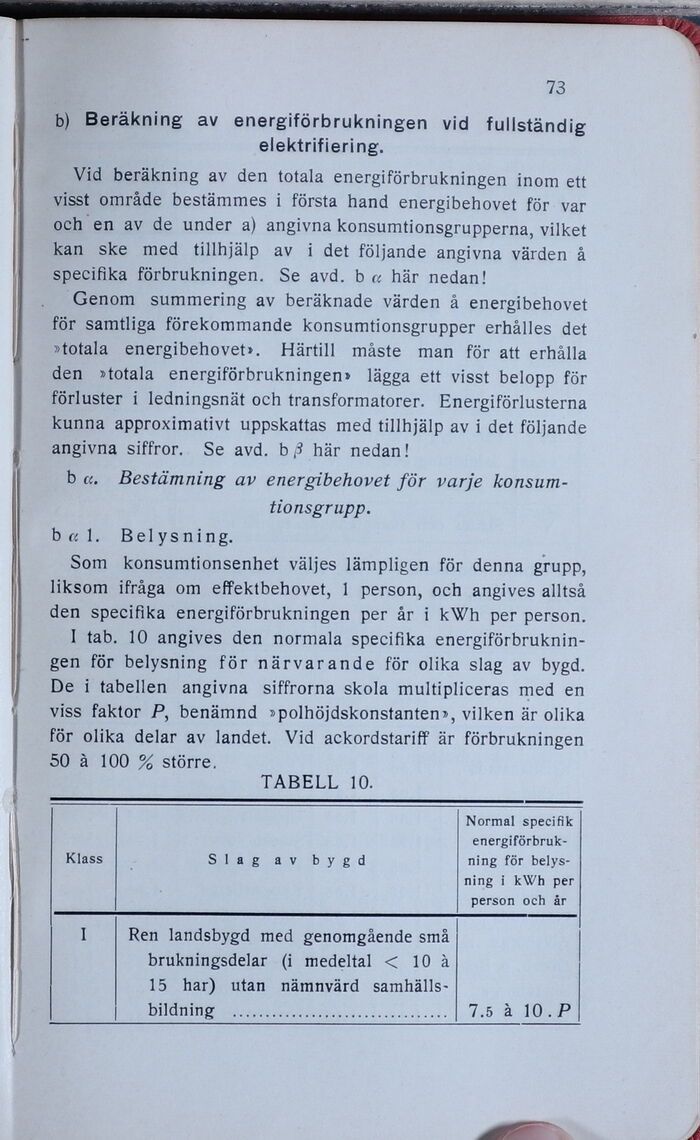 73
b) Beräkning av energiförbrukningen vid fullständig
elektrifiering.
Vid beräkning av den totala energiförbrukningen inom ett
visst område bestämmes i första hand energibehovet för var
och en av de under a) angivna konsumtionsgrupperna, vilket
kan ske med tillhjälp av i det följande angivna värden å
specifika förbrukningen. Se avd. b α här nedan!
Genom summering av beräknade värden å energibehovet
för samtliga förekommande konsumtionsgrupper erhålles det
»totala energibehovet». Härtill måste man för att erhålla
den »totala energiförbrukningen» lägga ett visst belopp för
förluster i ledningsnät och transformatorer. Energiförlusterna
kunna approximativt uppskattas med tillhjälp av i det följande
angivna siffror. Se avd. b β här nedan!
b α. Bestämning av energibehovet för varje konsum-
tionsgrupp.
b α 1. Belysning.
Som konsumtionsenhet väljes lämpligen för denna grupp,
liksom ifråga om effektbehovet, 1 person, och angives alltså
den specifika energiförbrukningen per år i kWh per person.
I tab. 10 angives den normala specifika energiförbruknin-
gen för belysning för närvarande för olika slag av bygd.
De i tabellen angivna siffrorna skola multipliceras med en
viss faktor P, benämnd »polhöjdskonstanten», vilken är olika
för olika delar av landet. Vid ackordstariff är förbrukningen
50 à 100 % större.
TABELL 10.
Klass
Slag av bygd
Normal specifik
energiförbruk-
ning för belys-
ning i kWh per
person och år
I
Ren landsbygd med genomgående små
brukningsdelar (i medeltal < 10 à
15 har) utan nämnvärd samhälls-
bildning ................................ 7.5 à 10 . P